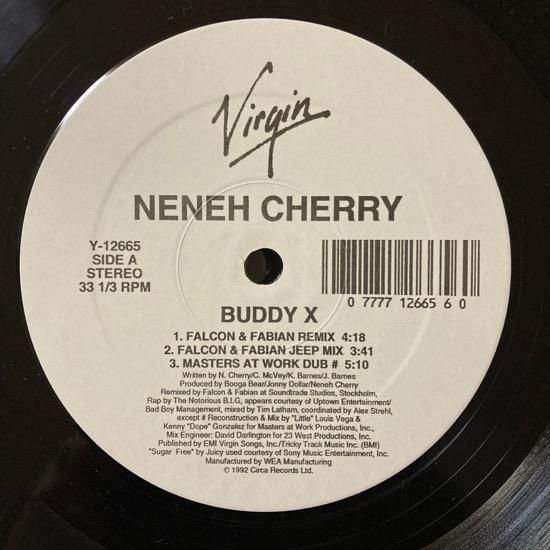 Virgin
NENEH CHERRY
Y-12665
SIDE A
STEREO
33 1/3 RPM
0 7777 12665 6 0
BUDDY X
1. FALCON & FABIAN REMIX 4:18
2. FALCON & FABIAN JEEP MIX 3:41
3. MASTERS AT WORK DUB # 5:10
Written by N. Cherry/C. McVey/K. Barnes/J. Barnes
Produced by Booga Bear/Jonny Dollar/Neneh Cherry
Remixed by Falcon & Fabian at Soundtrade Studios, Stockholm,
Rap by The Notorious B.I.G, appears courtesy of Uptown Entertainment/
Bad Boy Management, mixed by Tim Latham, coordinated by Alex Strehl,
except # Reconstruction & Mix by "Little" Louis Vega &
Kenny "Dope" Gonzalez for Masters at Work Productions, Inc.,
Mix Engineer: David Darlington for 23 West Productions, Inc.
Published by EMI Virgin Songs, Inc/Tricky Track Music Inc. (BMI)
"Sugar Free" by Juicy used courtesy of Sony Music Entertainment, Inc.
Manufactured by WEA Manufacturing
© 1992 Circa Records Ltd.